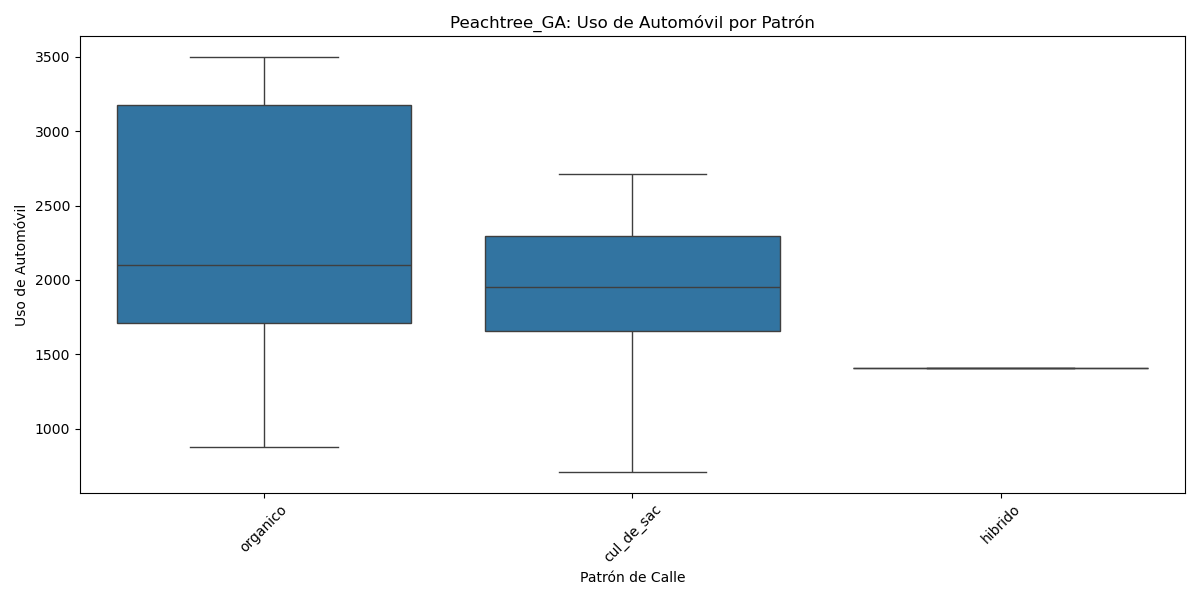 Peachtree_GA: Uso de Automóvil por Patrón
Uso de Automóvil
3500
3000
2500
2000
1500
1000
organico
cul_de_sac
hibrido
Patrón de Calle